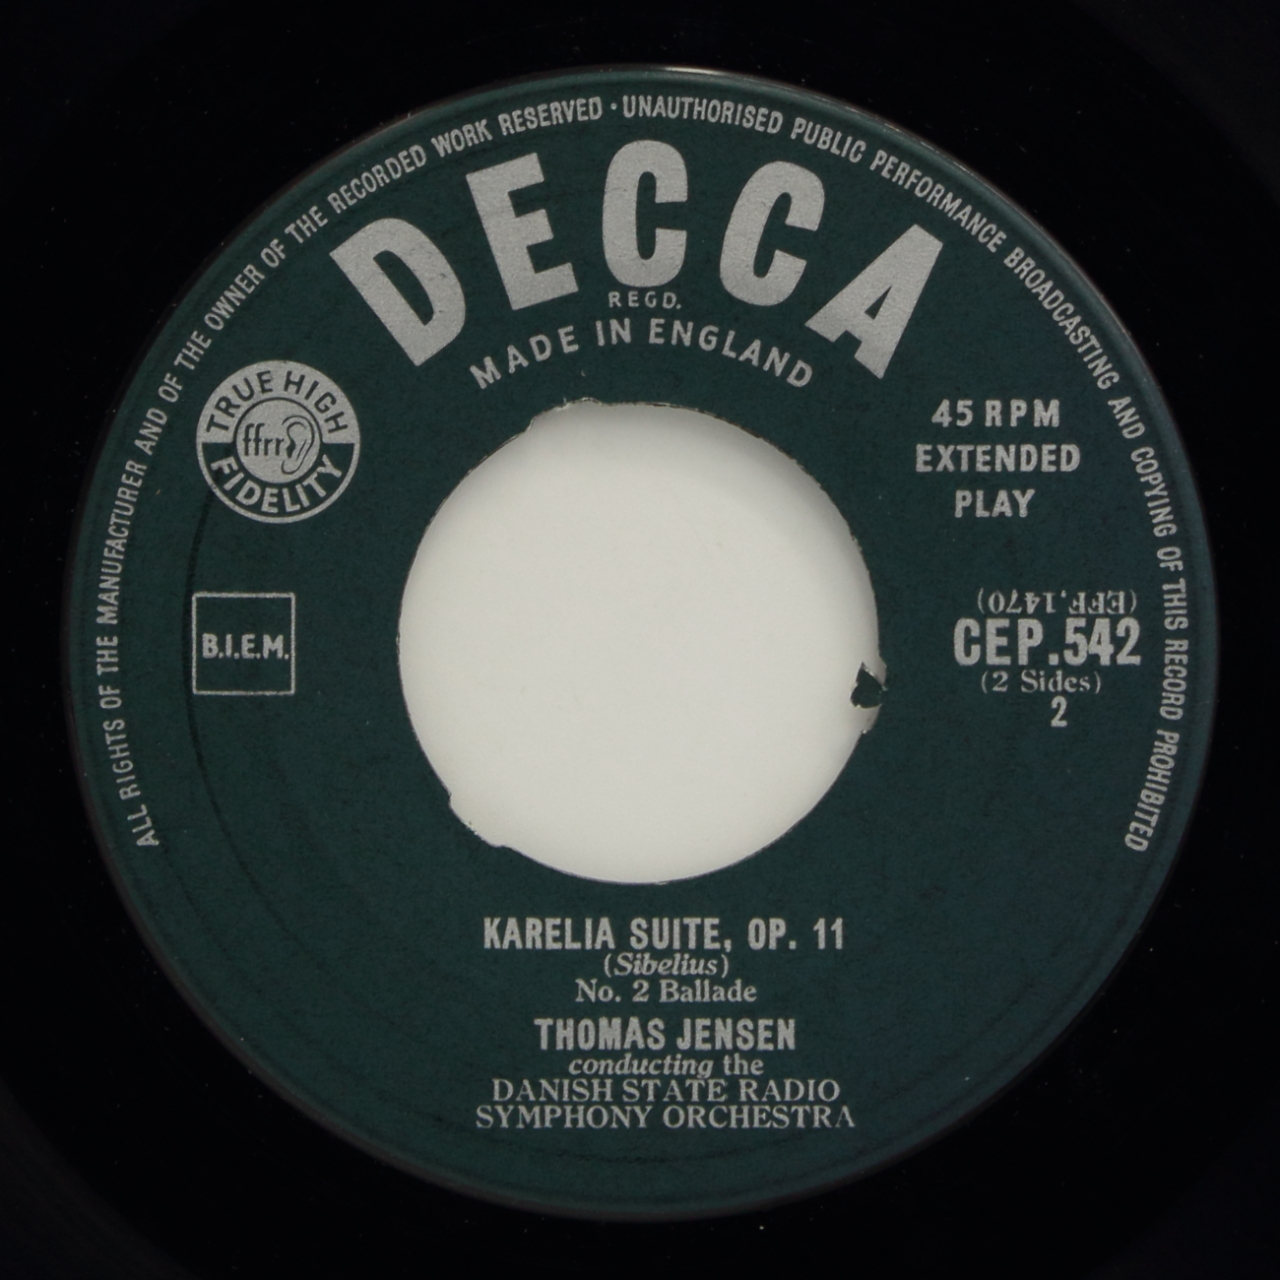 ALL RIGHTS OF THE MANUFACTURER AND OF THE OWNER OF THE RECORDED WORK RESERVED · UNAUTHORISED PUBLIC PERFORMANCE BROADCASTING AND COPYING OF THIS RECORD PROHIBITED
DECCA
REGD.
MADE IN ENGLAND
TRUE HIGH
ffrr
FIDELITY
45 RPM
EXTENDED
PLAY
B.I.E.M.
(EFF.1470)
CEP.542
(2 Sides)
2
KARELIA SUITE, OP. 11
(Sibelius)
No. 2 Ballade
THOMAS JENSEN
conducting the
DANISH STATE RADIO
SYMPHONY ORCHESTRA